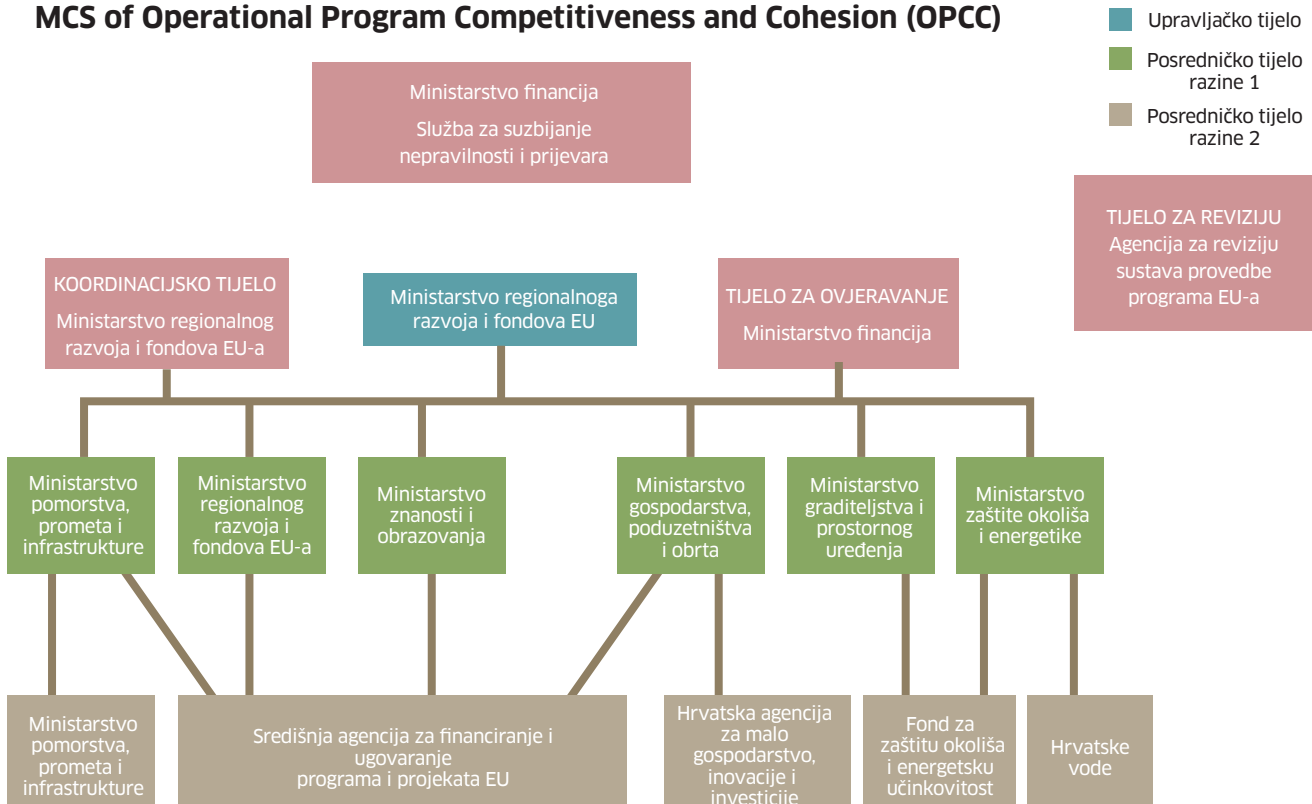 MCS of Operational Program Competitiveness and Cohesion (OPCC)
Upravljačko tijelo
Posredničko tijelo
razine 1
Posredničko tijelo
razine 2
Ministarstvo financija
Služba za suzbijanje
nepravilnosti i prijevara
TIJELO ZA REVIZIJU
Agencija za reviziju
sustava provedbe
programa EU-a
KOORDINACIJSKO TIJELO
Ministarstvo regionalnog
razvoja i fondova EU-a
Ministarstvo regionalnoga
razvoja i fondova EU
TIJELO ZA OVJERAVANJE
Ministarstvo financija
Ministarstvo
pomorstva,
prometa i
infrastrukture
Ministarstvo
regionalnog
razvoja i
fondova EU-a
Ministarstvo
znanosti i
obrazovanja
Ministarstvo
gospodarstva,
poduzetništva
i obrta
Ministarstvo
graditeljstva i
prostornog
uređenja
Ministarstvo
zaštite okoliša
i energetike
Ministarstvo
pomorstva,
prometa i
infrastrukture
Središnja agencija za financiranje i
ugovaranje
programa i projekata EU
Hrvatska agencija
za malo
gospodarstvo,
inovacije i
investicije
Fond za
zaštitu okoliša
i energetsku
učinkovitost
Hrvatske
vode